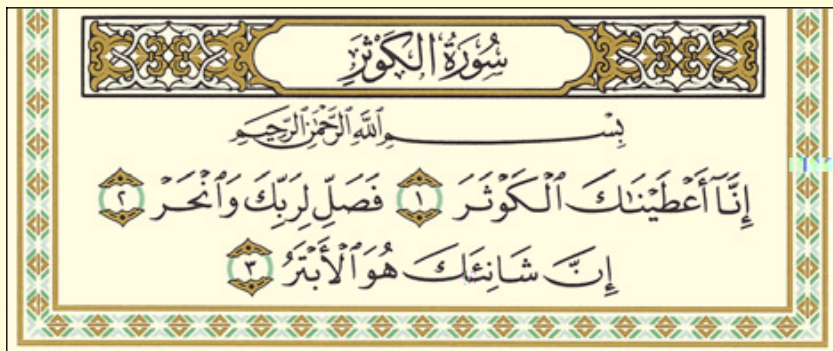 سُورَةُ الكَوْثَرِ
بِسْمِ ٱللَّهِ ٱلرَّحْمَٰنِ ٱلرَّحِيمِ
إِنَّآ أَعْطَيْنَٰكَ ٱلْكَوْثَرَ ١ فَصَلِّ لِرَبِّكَ وَٱنْحَرْ ٢
إِنَّ شَانِئَكَ هُوَ ٱلْأَبْتَرُ ٣